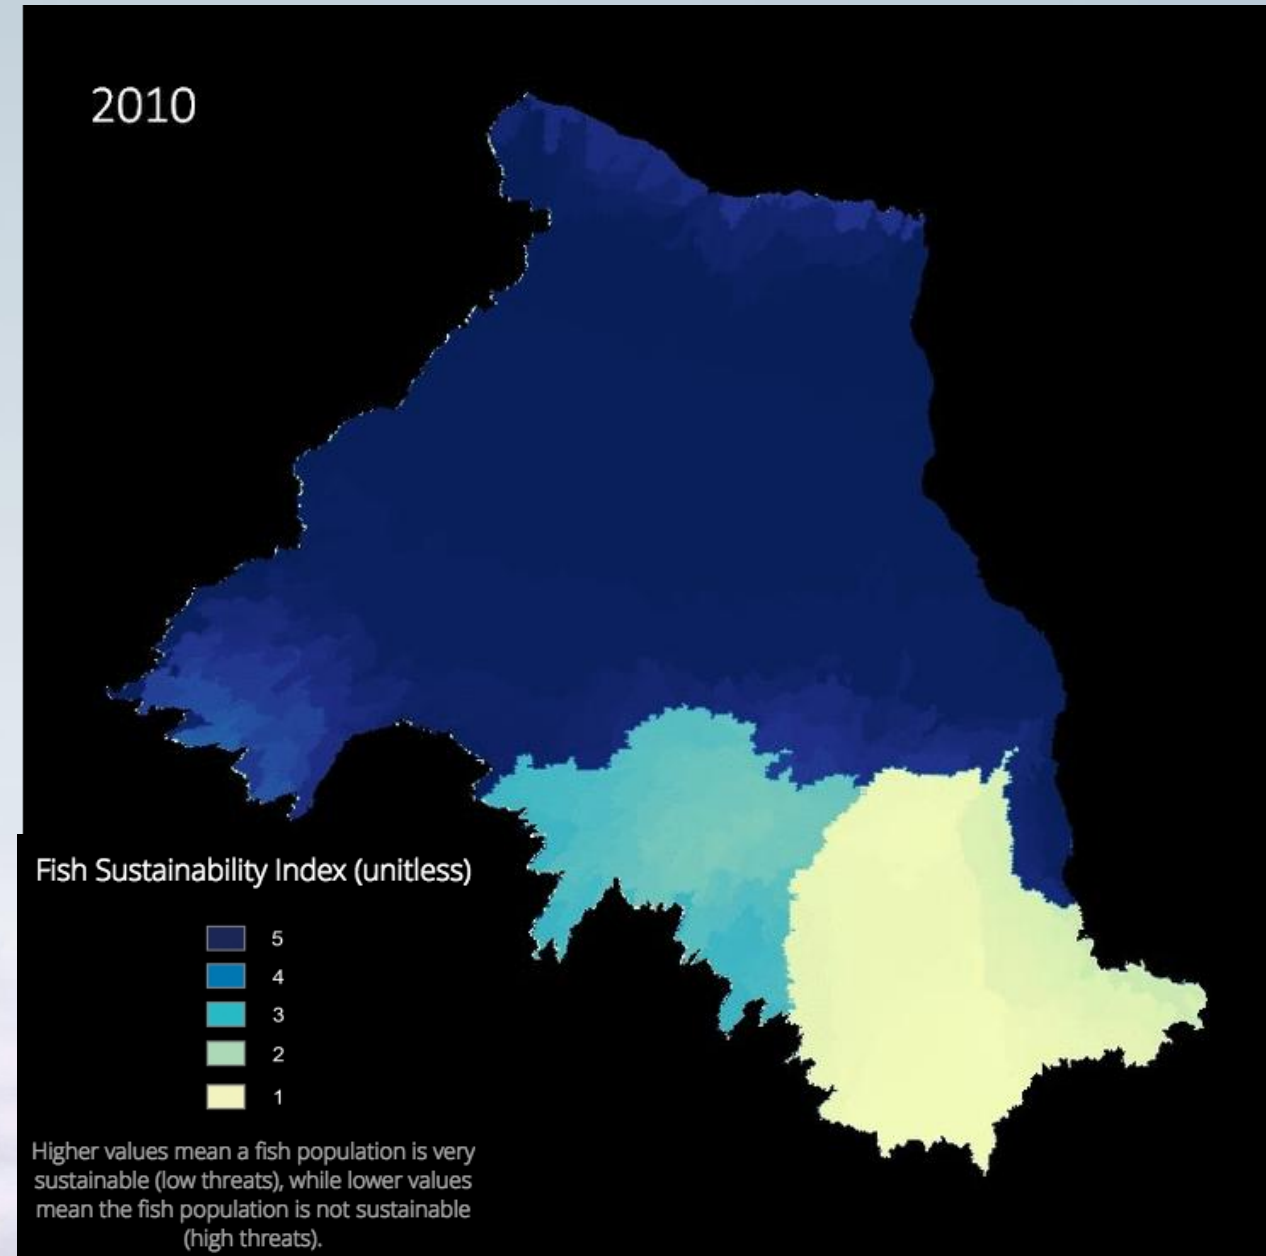 2010
Fish Sustainability Index (unitless)
5
4
3
2
1
Higher values mean a fish population is very
sustainable (low threats), while lower values
mean the fish population is not sustainable
(high threats).